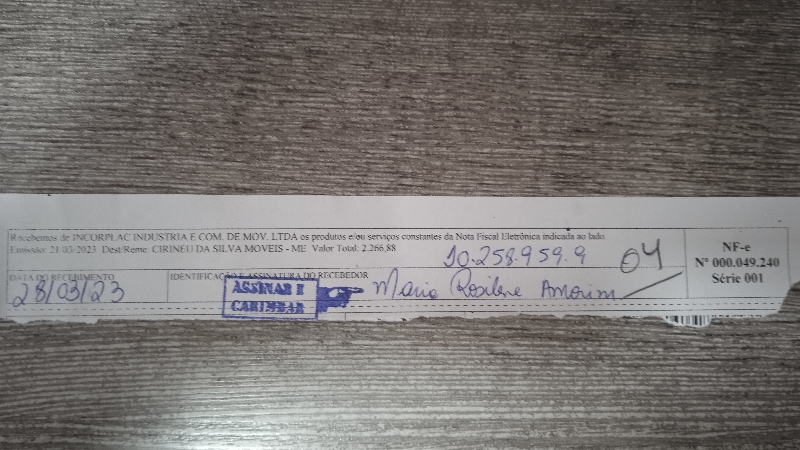 Recebemos de INCORPLAC INDUSTRIA E COM. DE MOV. LTDA os produtos e/ou serviços constantes da Nota Fiscal Eletrônica indicada ao lado.
Emissão: 21-03-2023 Dest/Reme: CIRINEU DA SILVA MOVEIS - ME Valor Total: 2.266,88
10.258.959.9
04
NF-e
Nº 000.049.240
Série 001
DATA DO RECEBIMENTO
28/03/23
IDENTIFICAÇÃO E ASSINATURA DO RECEBEDOR
ASSINAR E
CARIMBAR
Maria Rosilene Amorim